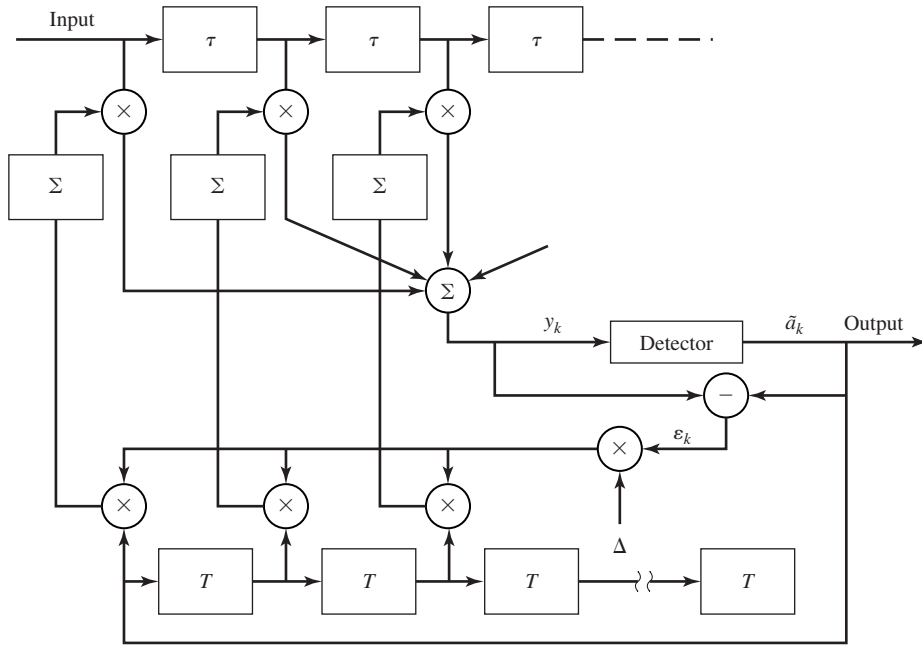 Input
τ τ τ
× × ×
Σ Σ Σ
Σ
y_k
Detector
ã_k
Output
−
ε_k
×
× × ×
Δ
T T T T